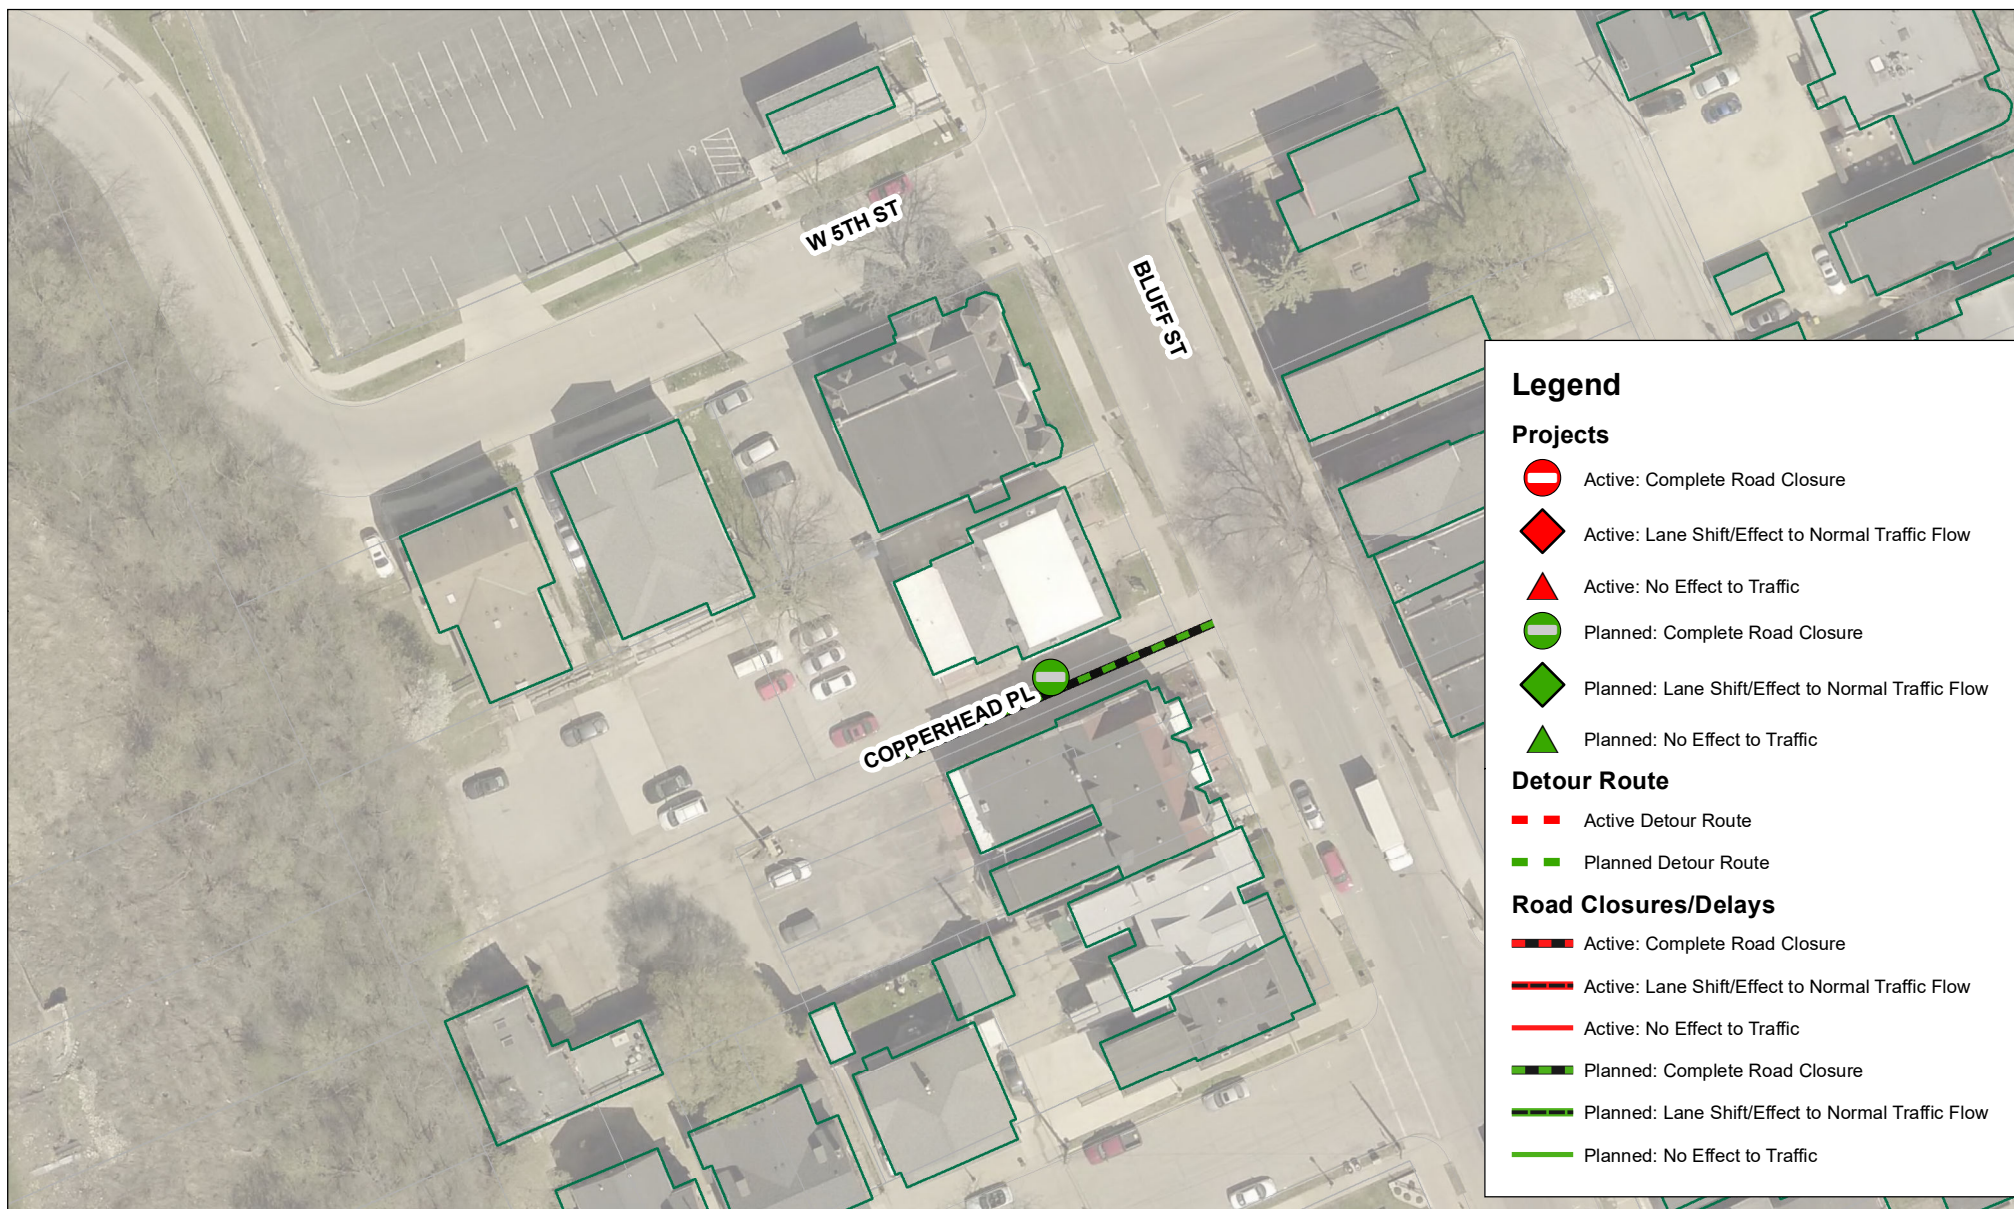 W 5TH ST
BLUFF ST
COPPERHEAD PL
Legend
Projects
Active: Complete Road Closure
Active: Lane Shift/Effect to Normal Traffic Flow
Active: No Effect to Traffic
Planned: Complete Road Closure
Planned: Lane Shift/Effect to Normal Traffic Flow
Planned: No Effect to Traffic
Detour Route
Active Detour Route
Planned Detour Route
Road Closures/Delays
Active: Complete Road Closure
Active: Lane Shift/Effect to Normal Traffic Flow
Active: No Effect to Traffic
Planned: Complete Road Closure
Planned: Lane Shift/Effect to Normal Traffic Flow
Planned: No Effect to Traffic